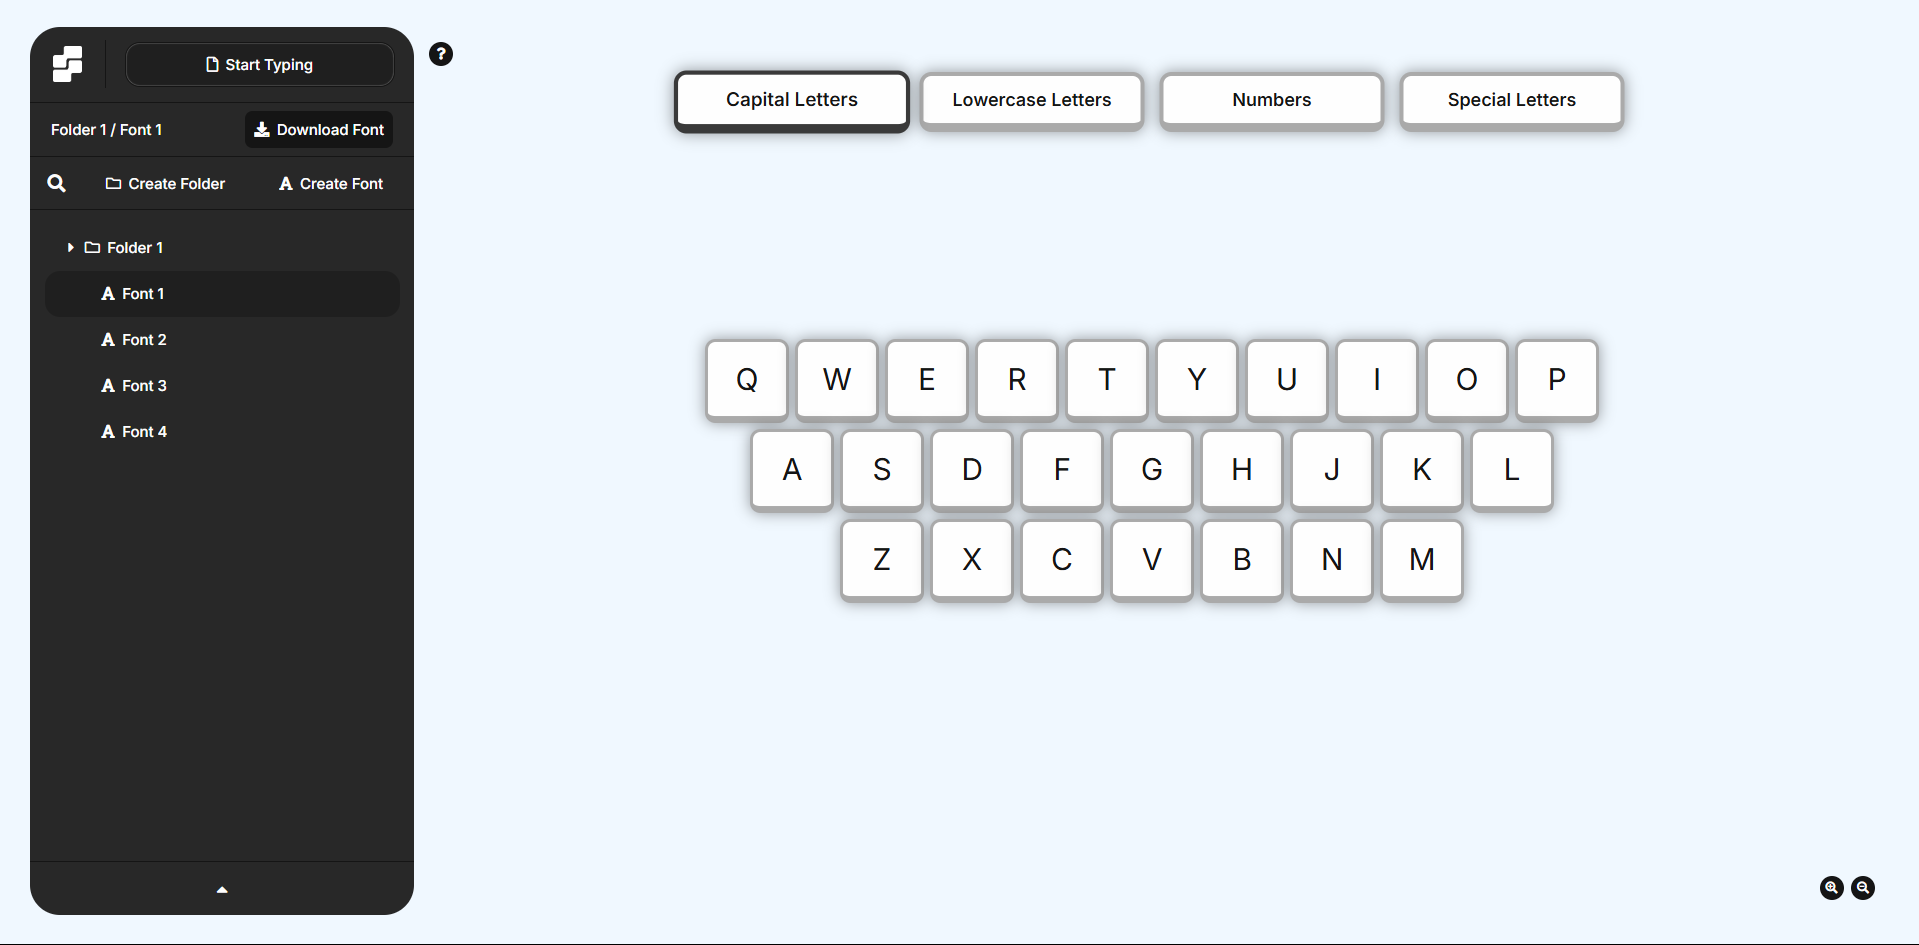 Start Typing
?
Folder 1 / Font 1
Download Font
Create Folder
A Create Font
Folder 1
A Font 1
A Font 2
A Font 3
A Font 4
Capital Letters
Lowercase Letters
Numbers
Special Letters
Q W E R T Y U I O P
A S D F G H J K L
Z X C V B N M